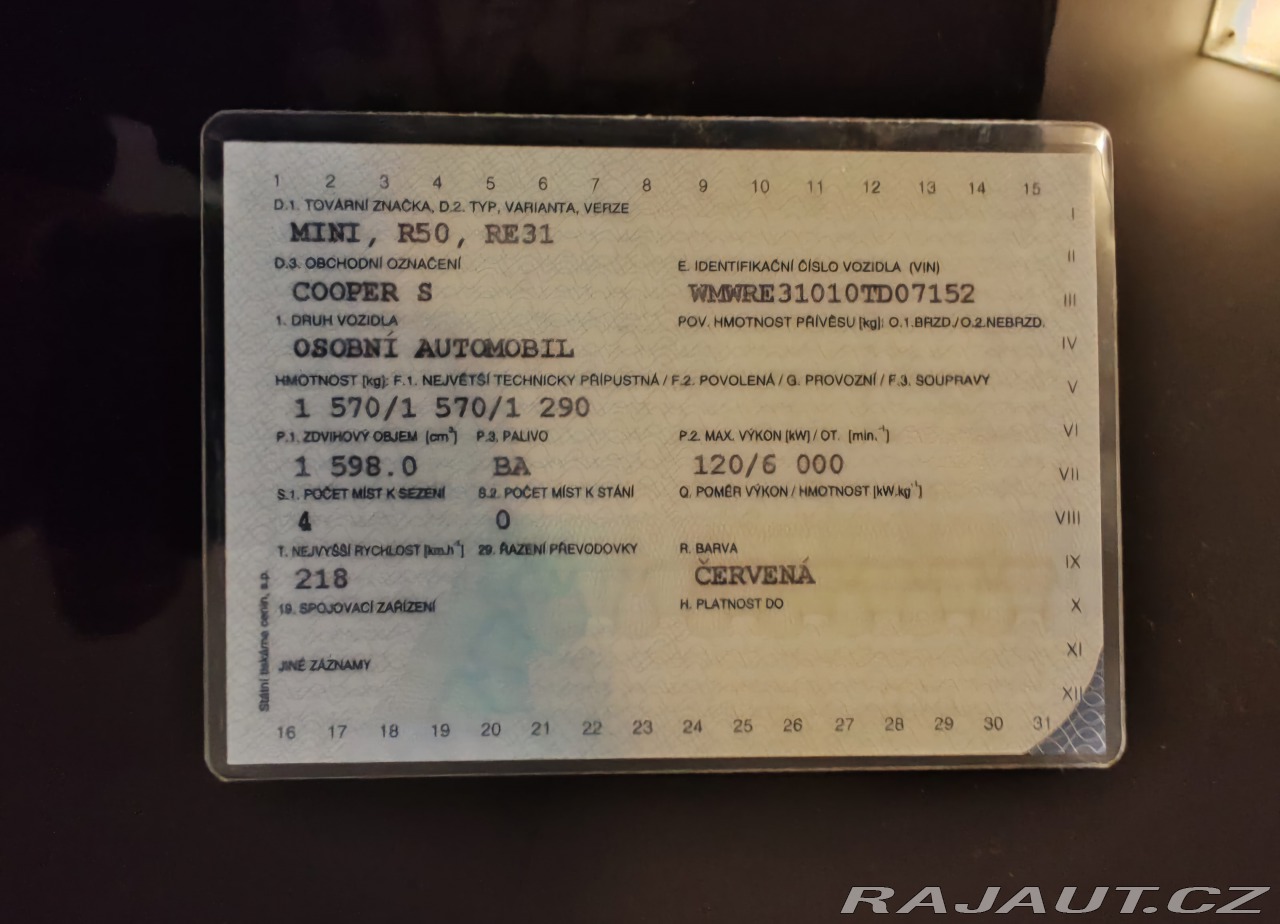 1 2 3 4 5 6 7 8 9 10 11 12 13 14 15
D.1. TOVÁRNÍ ZNAČKA, D.2. TYP, VARIANTA, VERZE
I
MINI, R50, RE31
II
D.3. OBCHODNÍ OZNAČENÍ E. IDENTIFIKAČNÍ ČÍSLO VOZIDLA (VIN)
COOPER S WMWRE31010TD07152
III
1. DRUH VOZIDLA POV. HMOTNOST PŘÍVĚSU [kg]: O.1.BRZD./O.2.NEBRZD.
OSOBNÍ AUTOMOBIL
IV
HMOTNOST [kg]: F.1. NEJVĚTŠÍ TECHNICKY PŘÍPUSTNÁ / F.2. POVOLENÁ / G. PROVOZNÍ / F.3. SOUPRAVY
V
1 570/1 570/1 290
P.1. ZDVIHOVÝ OBJEM [cm³] P.3. PALIVO P.2. MAX. VÝKON [kW] / OT. [min.⁻¹]
VI
1 598.0 BA 120/6 000
VII
S.1. POČET MÍST K SEZENÍ S.2. POČET MÍST K STÁNÍ Q. POMĚR VÝKON / HMOTNOST [kW.kg⁻¹]
4 0
VIII
T. NEJVYŠŠÍ RYCHLOST [km.h⁻¹] 29. ŘAZENÍ PŘEVODOVKY R. BARVA
IX
218 ČERVENÁ
19. SPOJOVACÍ ZAŘÍZENÍ H. PLATNOST DO
X
XI
JINÉ ZÁZNAMY
XII
16 17 18 19 20 21 22 23 24 25 26 27 28 29 30 31
Státní tiskárna cenin, s.p.
RAJAUT.CZ